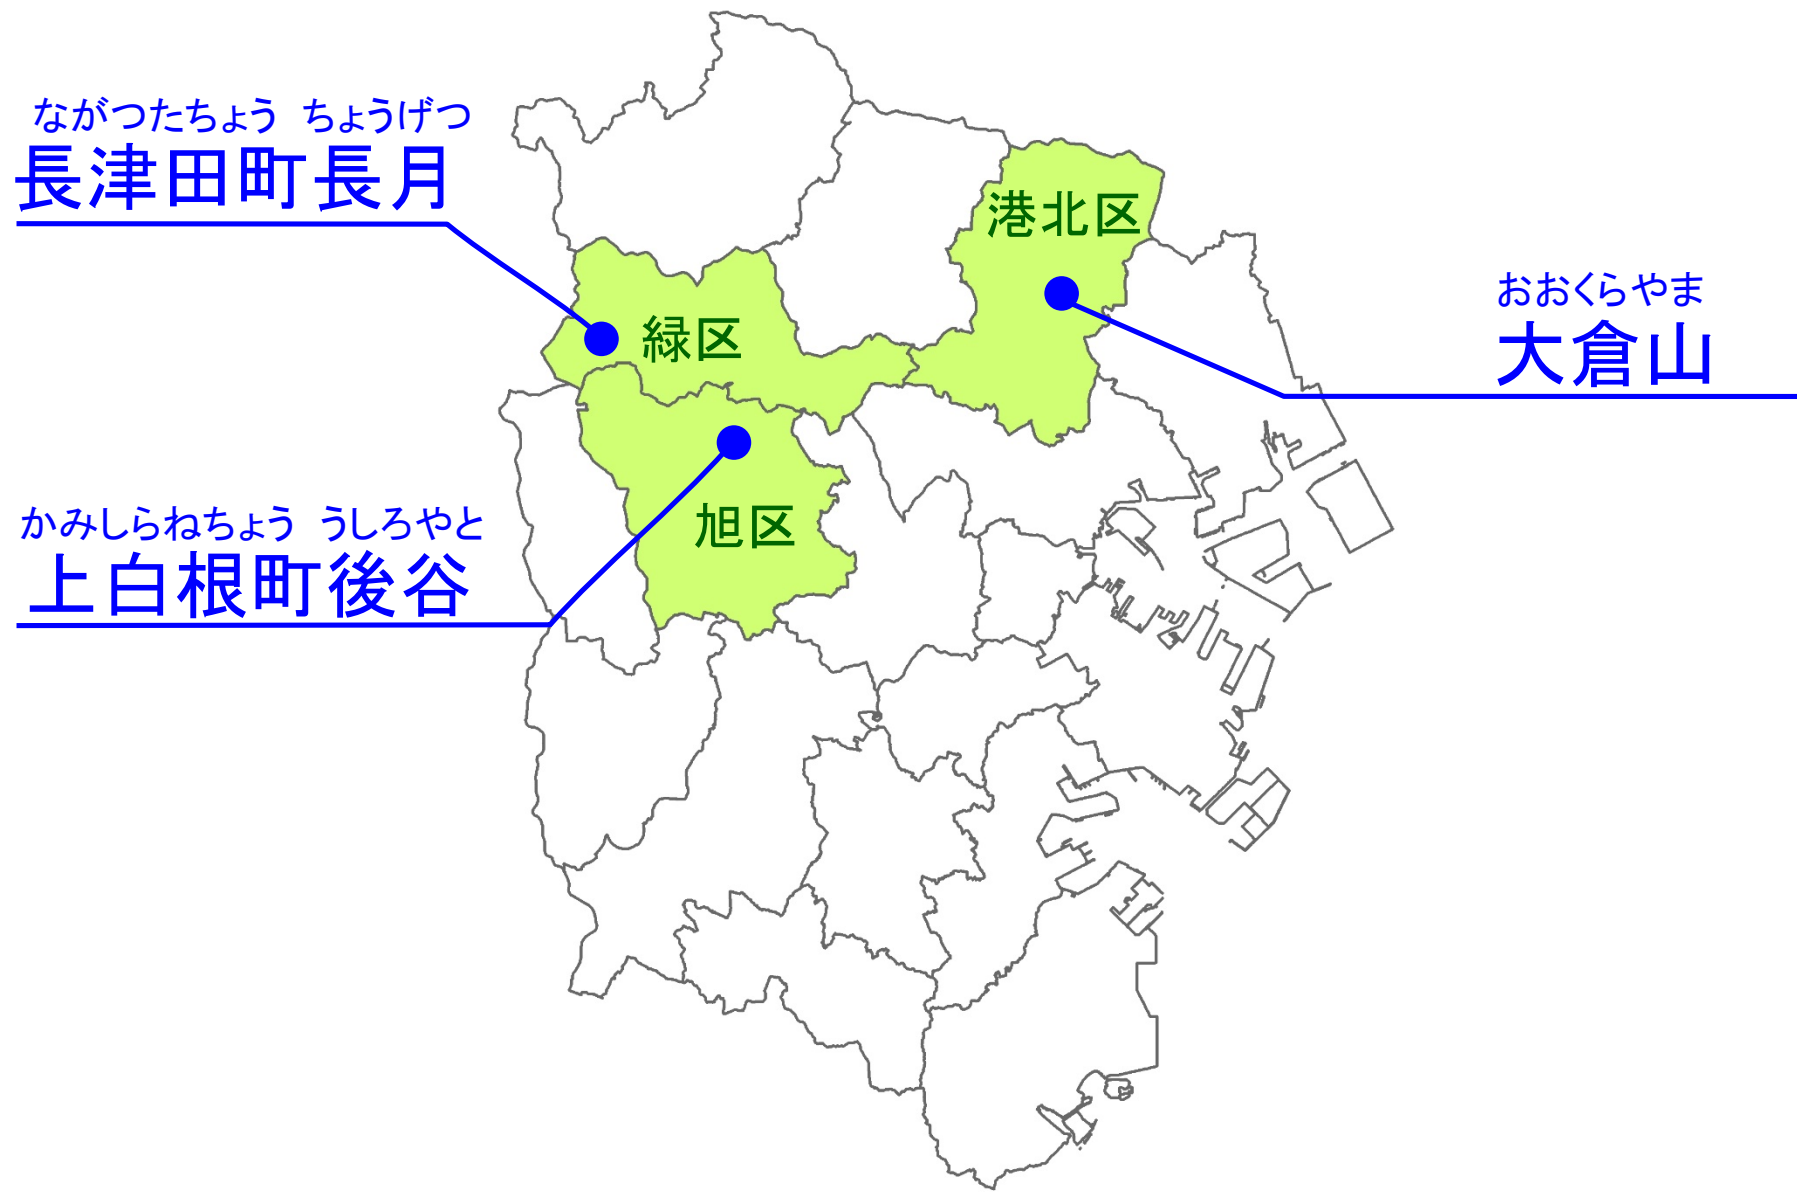 ながつたちょう ちょうげつ
長津田町長月
港北区
おおくらやま
大倉山
緑区
かみしらねちょう うしろやと
上白根町後谷
旭区